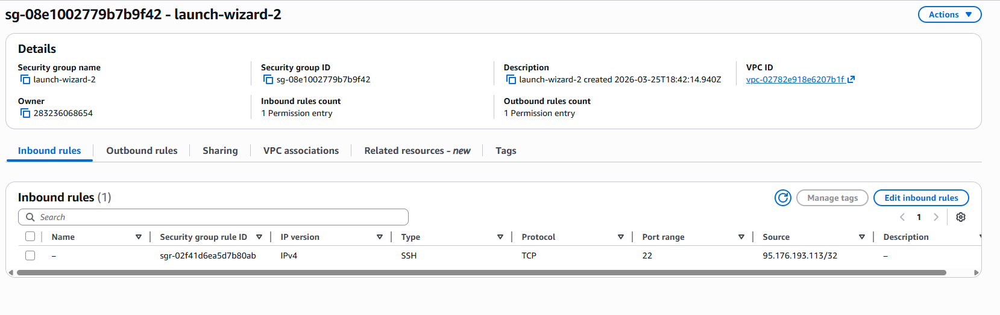 sg-08e1002779b7b9f42 - launch-wizard-2
Actions
Details
Security group name
launch-wizard-2
Security group ID
sg-08e1002779b7b9f42
Description
launch-wizard-2 created 2026-03-25T18:42:14.940Z
VPC ID
vpc-02782e918e6207b1f
Owner
283236068654
Inbound rules count
1 Permission entry
Outbound rules count
1 Permission entry
Inbound rules Outbound rules Sharing VPC associations Related resources - new Tags
Inbound rules (1)
Manage tags
Edit inbound rules
Search
1
Name Security group rule ID IP version Type Protocol Port range Source Description
– sgr-02f41d6ea5d7b80ab IPv4 SSH TCP 22 95.176.193.113/32 –